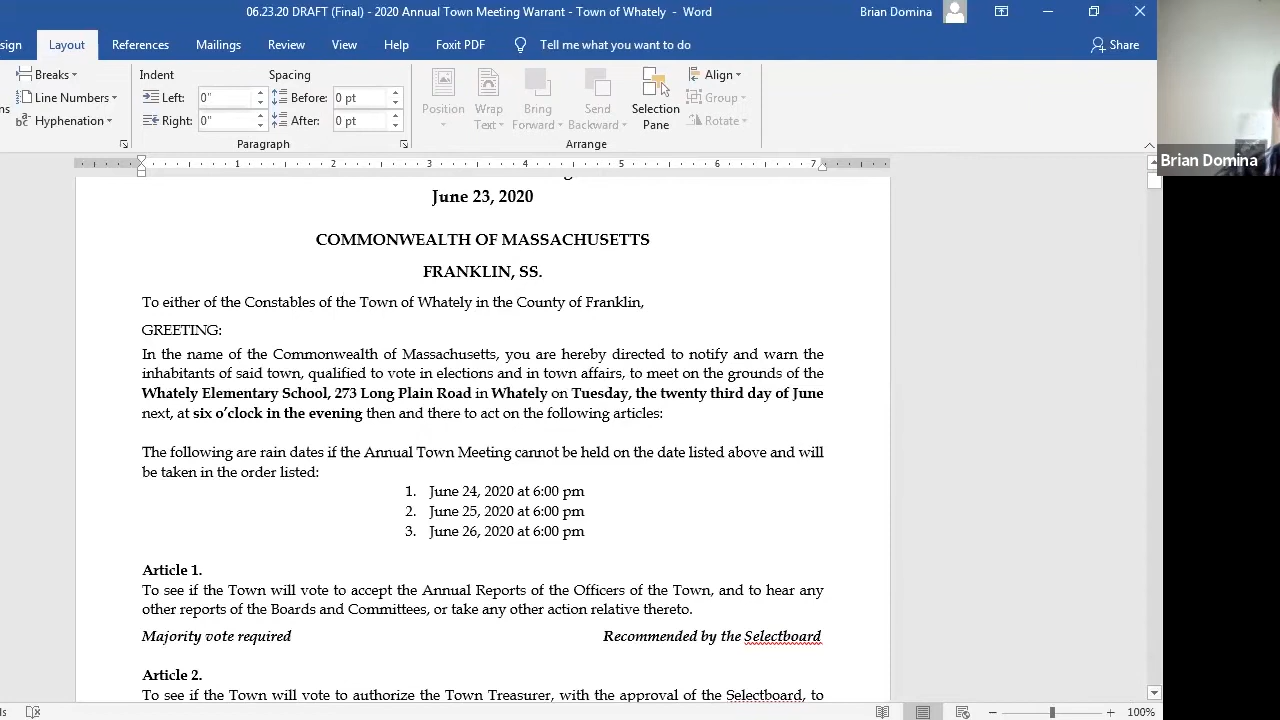 06.23.20 DRAFT (Final) - 2020 Annual Town Meeting Warrant - Town of Whately - Word
Brian Domina
sign Layout References Mailings Review View Help Foxit PDF Tell me what you want to do Share
Breaks Indent Spacing
Line Numbers Left: 0" Before: 0 pt
Hyphenation Right: 0" After: 0 pt
Position Wrap Text Bring Forward Send Backward Selection Pane
Align
Group
Rotate
Paragraph Arrange
1 2 3 4 5 6 7
Brian Domina
June 23, 2020
COMMONWEALTH OF MASSACHUSETTS
FRANKLIN, SS.
To either of the Constables of the Town of Whately in the County of Franklin,
GREETING:
In the name of the Commonwealth of Massachusetts, you are hereby directed to notify and warn the
inhabitants of said town, qualified to vote in elections and in town affairs, to meet on the grounds of the
Whately Elementary School, 273 Long Plain Road in Whately on Tuesday, the twenty third day of June
next, at six o'clock in the evening then and there to act on the following articles:
The following are rain dates if the Annual Town Meeting cannot be held on the date listed above and will
be taken in the order listed:
1. June 24, 2020 at 6:00 pm
2. June 25, 2020 at 6:00 pm
3. June 26, 2020 at 6:00 pm
Article 1.
To see if the Town will vote to accept the Annual Reports of the Officers of the Town, and to hear any
other reports of the Boards and Committees, or take any other action relative thereto.
Majority vote required Recommended by the Selectboard
Article 2.
To see if the Town will vote to authorize the Town Treasurer, with the approval of the Selectboard, to
100%